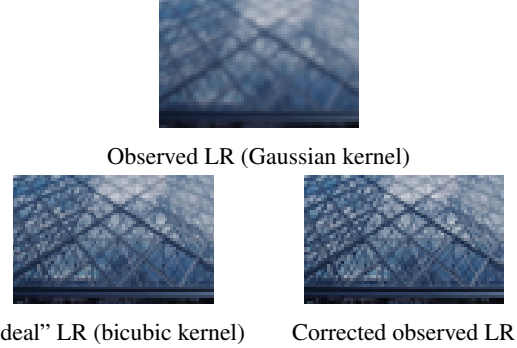 Observed LR (Gaussian kernel)
deal” LR (bicubic kernel)
Corrected observed LR